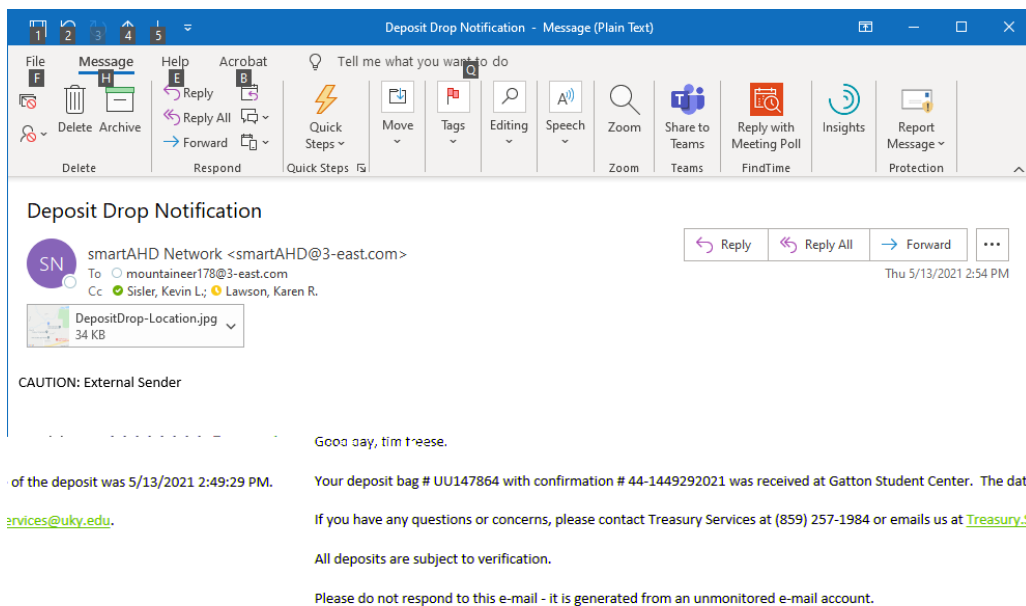 1 2 3 4 5
Deposit Drop Notification - Message (Plain Text)
File Message Help Acrobat Tell me what you want to do
F H E B Q
Delete Archive
Reply
Reply All
Forward
Quick Steps
Move
Tags
Editing
Speech
Zoom
Share to Teams
Reply with Meeting Poll
Insights
Report Message
Delete Respond Quick Steps Zoom Teams FindTime Protection
Deposit Drop Notification
SN
smartAHD Network <smartAHD@3-east.com>
To mountaineer178@3-east.com
Cc Sisler, Kevin L.; Lawson, Karen R.
Reply Reply All Forward ...
Thu 5/13/2021 2:54 PM
DepositDrop-Location.jpg
34 KB
CAUTION: External Sender
Good day, tim freese.
of the deposit was 5/13/2021 2:49:29 PM.
Your deposit bag # UU147864 with confirmation # 44-1449292021 was received at Gatton Student Center. The dat
ervices@uky.edu.
If you have any questions or concerns, please contact Treasury Services at (859) 257-1984 or emails us at Treasury.S
All deposits are subject to verification.
Please do not respond to this e-mail - it is generated from an unmonitored e-mail account.